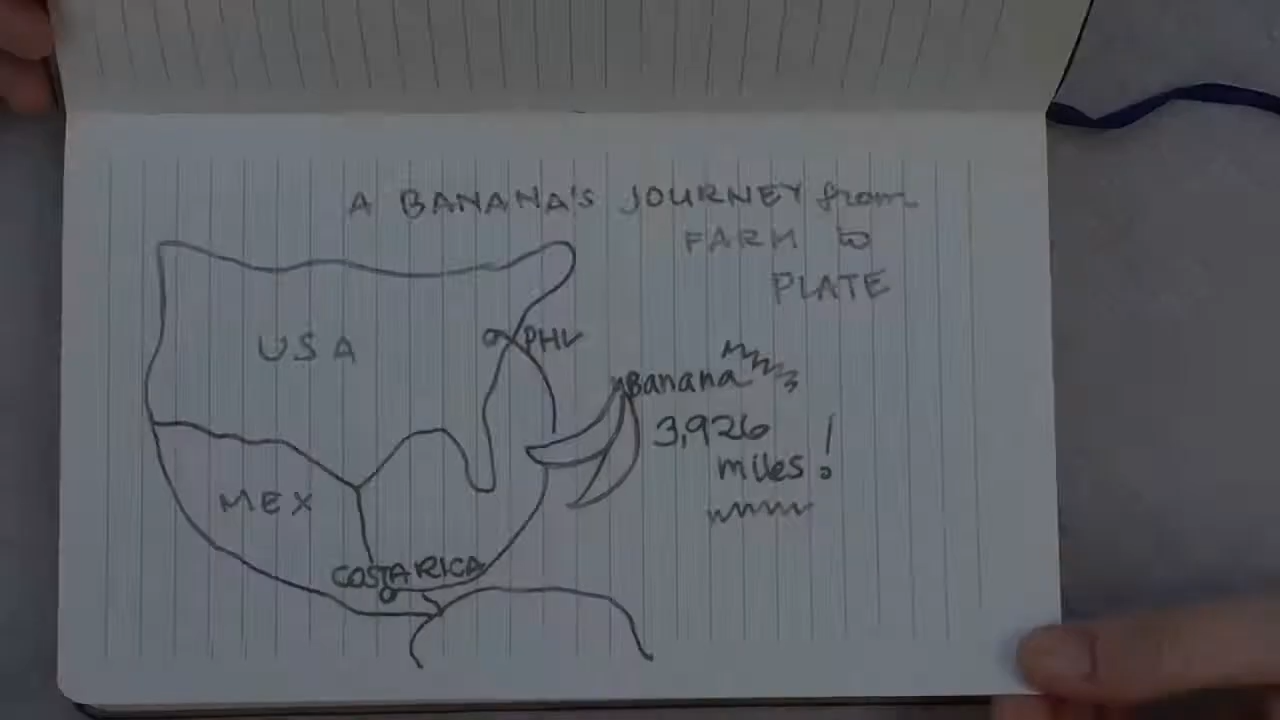 A BANANA'S JOURNEY from
FARM to
PLATE
USA
PHL
Banana
3,926
miles!
MEX
COSTA RICA